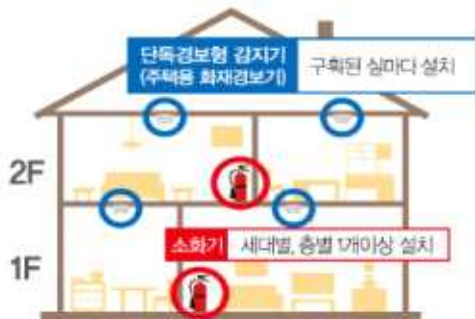 단독경보형 감지기
(주택용 화재경보기)
구획된 실마다 설치
2F
소화기
세대별, 층별 1개이상 설치
1F